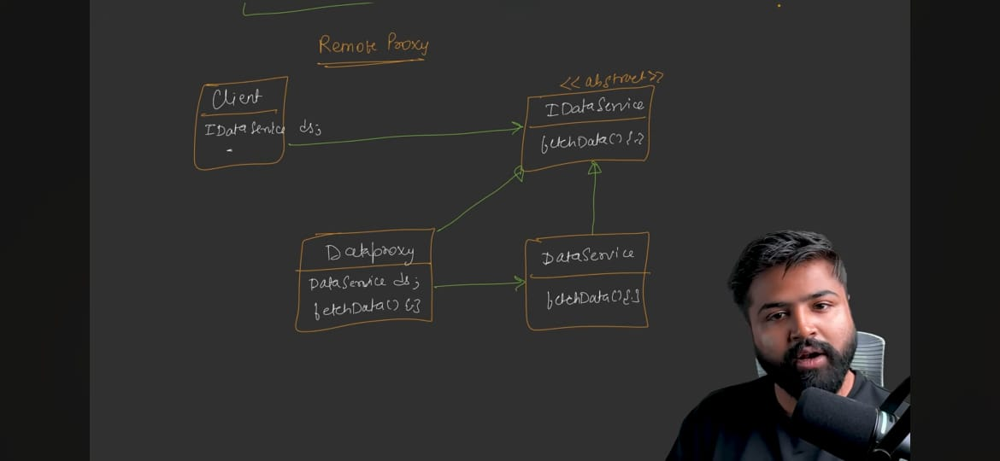 Remote Proxy
Client
IDataService ds;
<<abstract>>
IDataService
fetchData() {.}
Dataproxy
DataService ds;
fetchData() {.}
DataService
fetchData() {.}